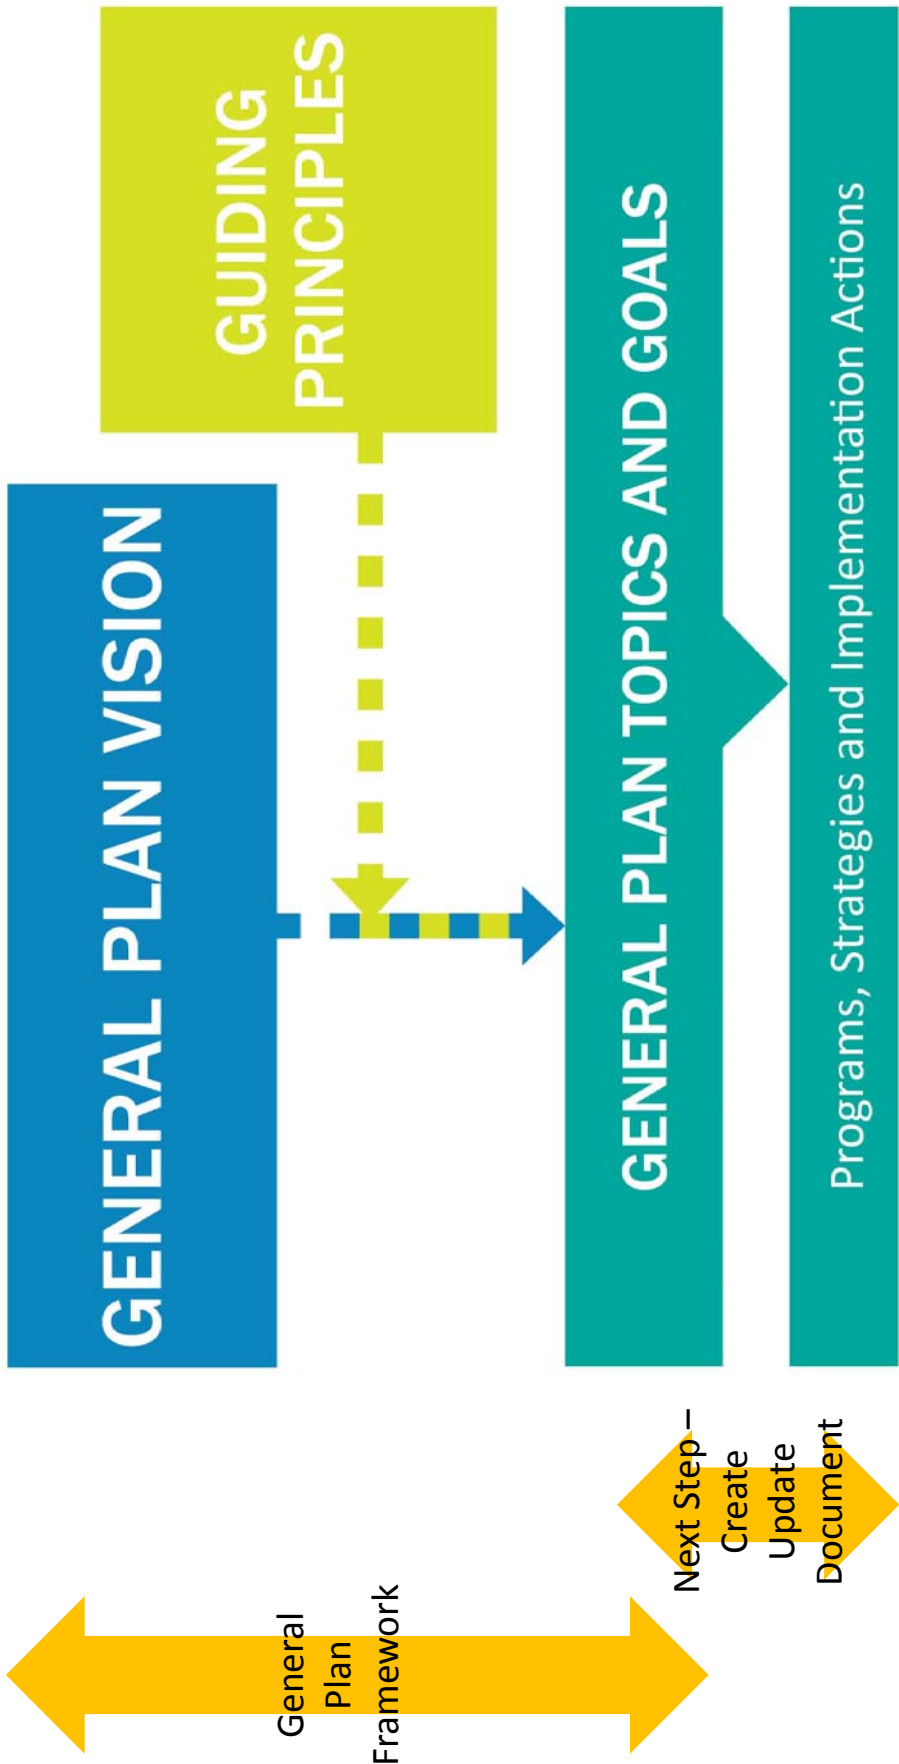 GENERAL PLAN VISION
GUIDING
PRINCIPLES
GENERAL PLAN TOPICS AND GOALS
Programs, Strategies and Implementation Actions
General
Plan
Framework
Next Step –
Create
Update
Document